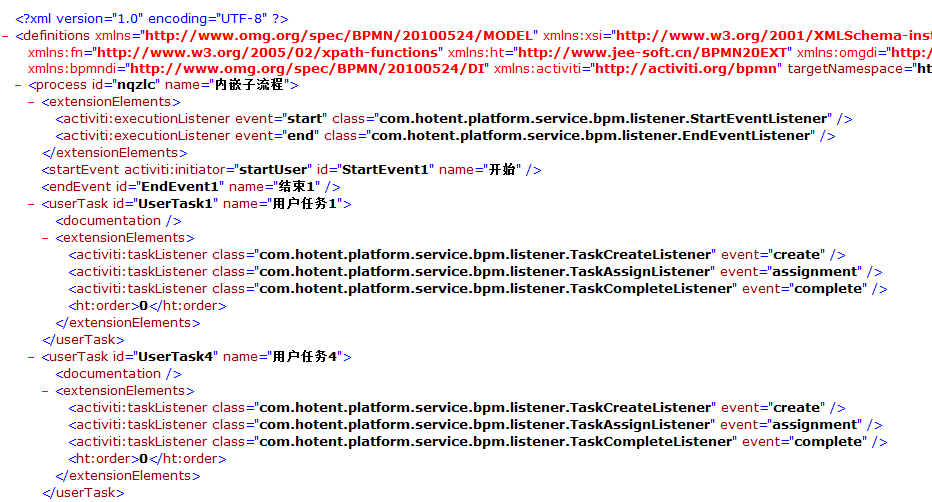 <?xml version="1.0" encoding="UTF-8" ?>
- <definitions xmlns="http://www.omg.org/spec/BPMN/20100524/MODEL" xmlns:xsi="http://www.w3.org/2001/XMLSchema-inst
xmlns:fn="http://www.w3.org/2005/02/xpath-functions" xmlns:ht="http://www.jee-soft.cn/BPMN20EXT" xmlns:omgdi="http:/
xmlns:bpmndi="http://www.omg.org/spec/BPMN/20100524/DI" xmlns:activiti="http://activiti.org/bpmn" targetNamespace="ht
- <process id="nqzlc" name="内嵌子流程">
- <extensionElements>
<activiti:executionListener event="start" class="com.hotent.platform.service.bpm.listener.StartEventListener" />
<activiti:executionListener event="end" class="com.hotent.platform.service.bpm.listener.EndEventListener" />
</extensionElements>
<startEvent activiti:initiator="startUser" id="StartEvent1" name="开始" />
<endEvent id="EndEvent1" name="结束1" />
- <userTask id="UserTask1" name="用户任务1">
<documentation />
- <extensionElements>
<activiti:taskListener class="com.hotent.platform.service.bpm.listener.TaskCreateListener" event="create" />
<activiti:taskListener class="com.hotent.platform.service.bpm.listener.TaskAssignListener" event="assignment" />
<activiti:taskListener class="com.hotent.platform.service.bpm.listener.TaskCompleteListener" event="complete" />
<ht:order>0</ht:order>
</extensionElements>
</userTask>
- <userTask id="UserTask4" name="用户任务4">
<documentation />
- <extensionElements>
<activiti:taskListener class="com.hotent.platform.service.bpm.listener.TaskCreateListener" event="create" />
<activiti:taskListener class="com.hotent.platform.service.bpm.listener.TaskAssignListener" event="assignment" />
<activiti:taskListener class="com.hotent.platform.service.bpm.listener.TaskCompleteListener" event="complete" />
<ht:order>0</ht:order>
</extensionElements>
</userTask>